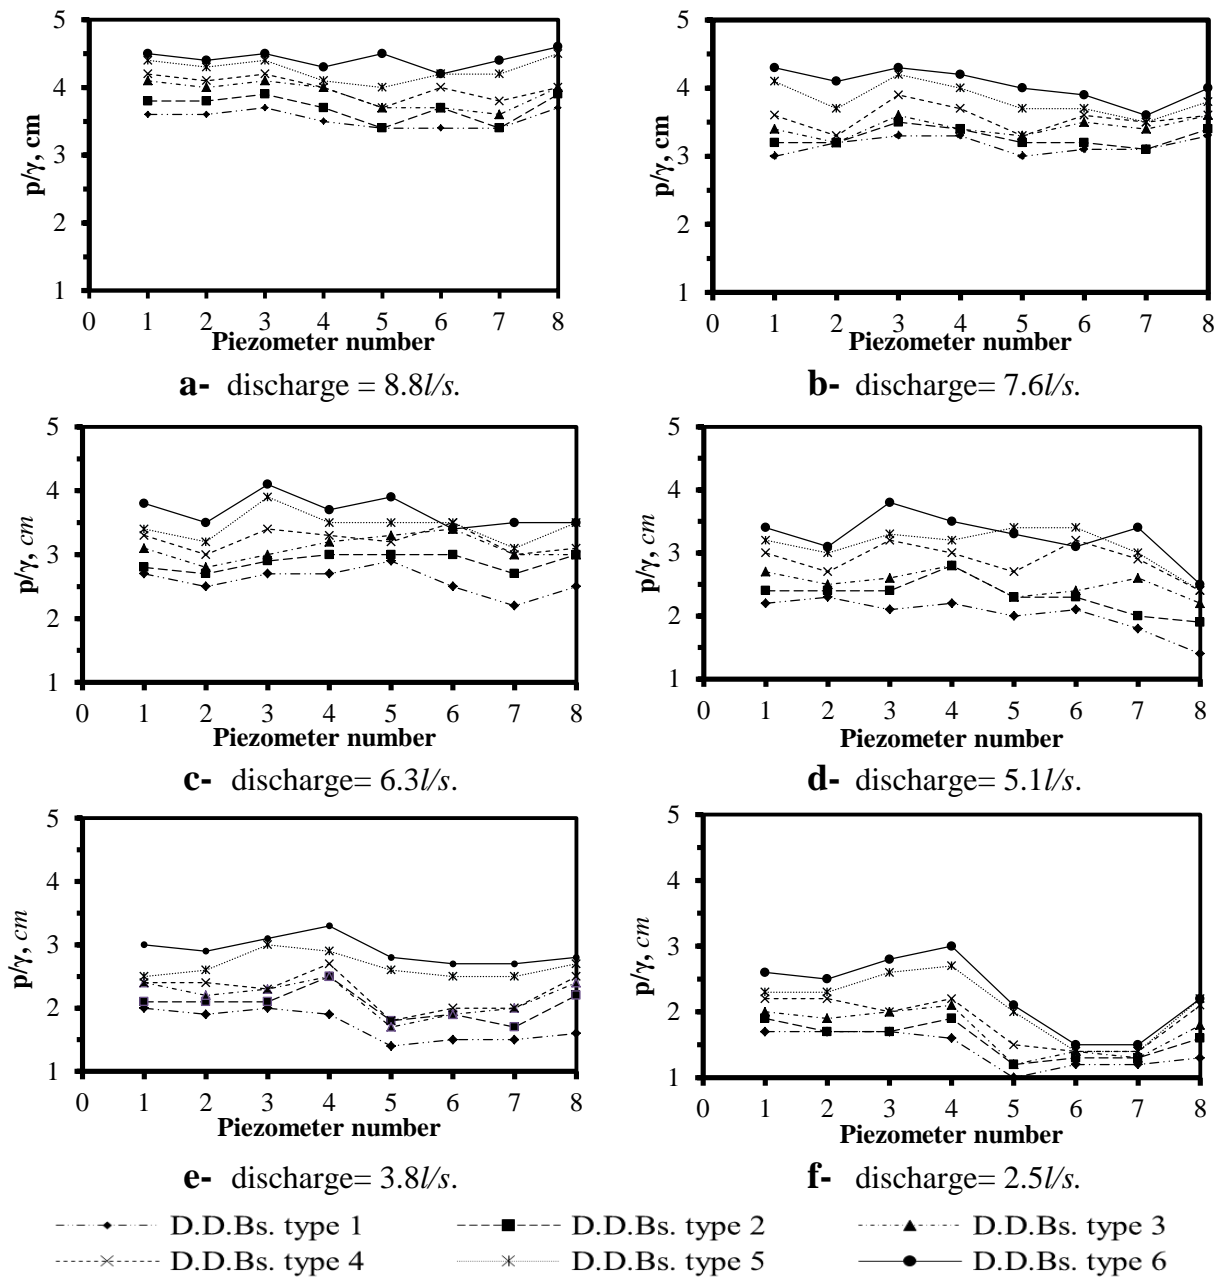 5
4
3
2
1
p/γ, cm
0 1 2 3 4 5 6 7 8
Piezometer number
a- discharge = 8.8l/s.
5
4
3
2
1
p/γ, cm
0 1 2 3 4 5 6 7 8
Piezometer number
b- discharge= 7.6l/s.
5
4
3
2
1
p/γ, cm
0 1 2 3 4 5 6 7 8
Piezometer number
c- discharge= 6.3l/s.
5
4
3
2
1
p/γ, cm
0 1 2 3 4 5 6 7 8
Piezometer number
d- discharge= 5.1l/s.
5
4
3
2
1
p/γ, cm
0 1 2 3 4 5 6 7 8
Piezometer number
e- discharge= 3.8l/s.
5
4
3
2
1
p/γ, cm
0 1 2 3 4 5 6 7 8
Piezometer number
f- discharge= 2.5l/s.
D.D.Bs. type 1 D.D.Bs. type 2 D.D.Bs. type 3
D.D.Bs. type 4 D.D.Bs. type 5 D.D.Bs. type 6